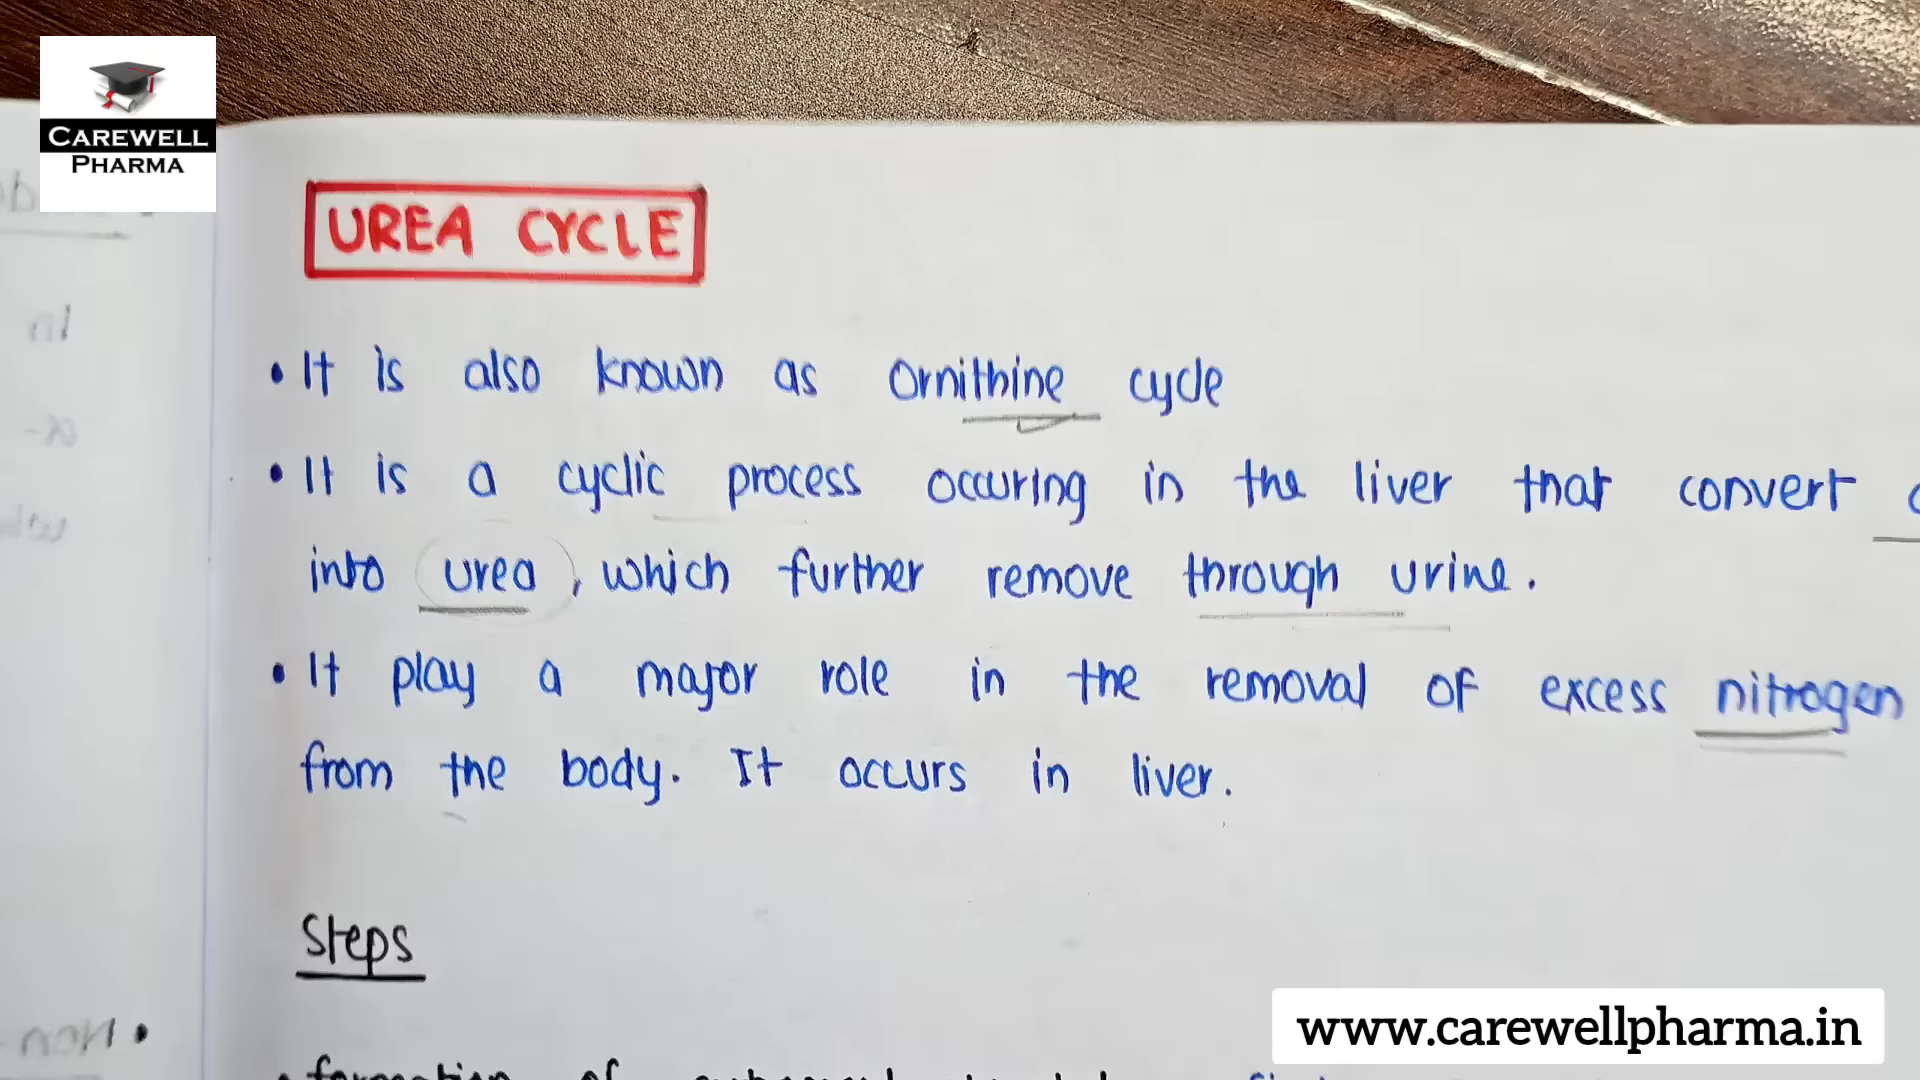 CAREWELL
PHARMA
UREA CYCLE
• It is also known as Ornithine cycle
• It is a cyclic process occuring in the liver that convert
into urea, which further remove through urine.
• It play a major role in the removal of excess nitrogen
from the body. It occurs in liver.
Steps
www.carewellpharma.in
• formation of